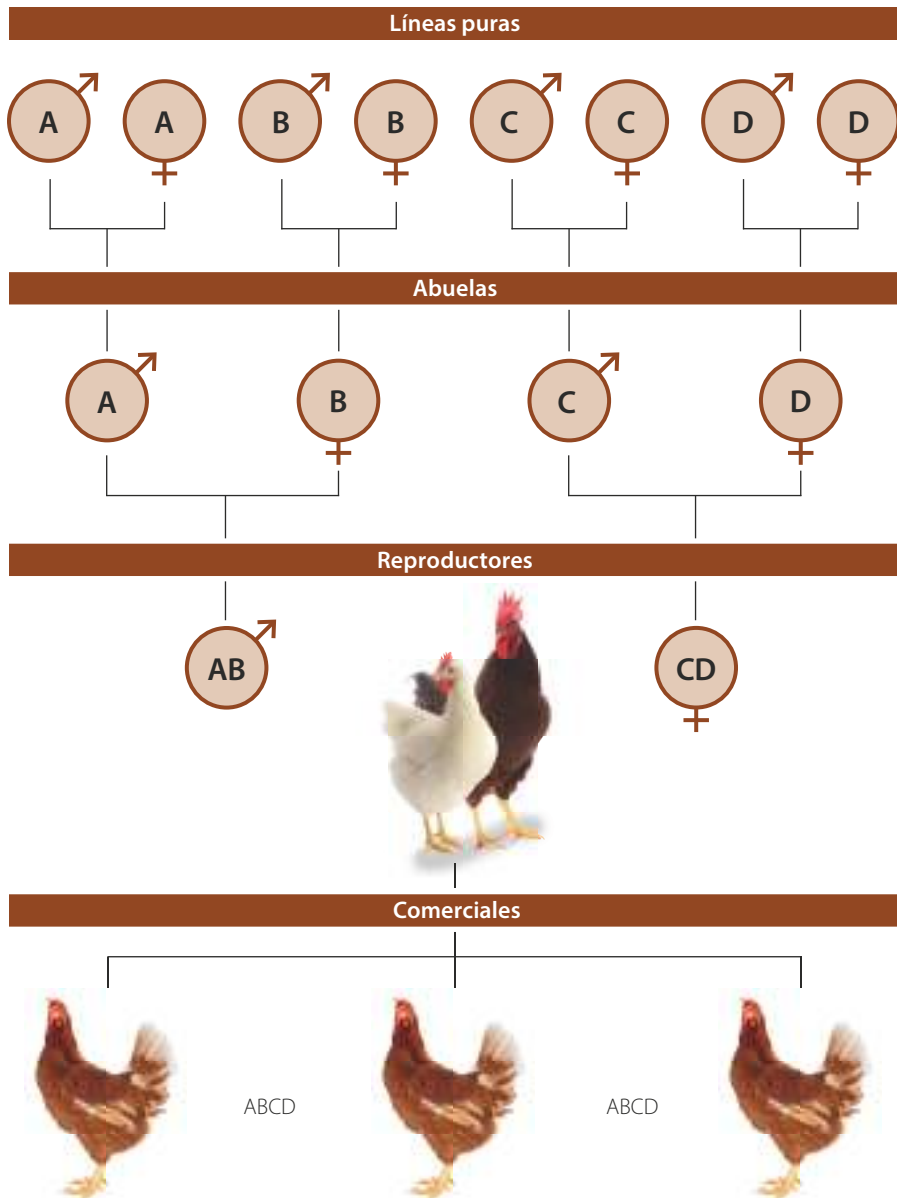 Líneas puras
A A B B C C D D
Abuelas
A B C D
Reproductores
AB CD
Comerciales
ABCD ABCD